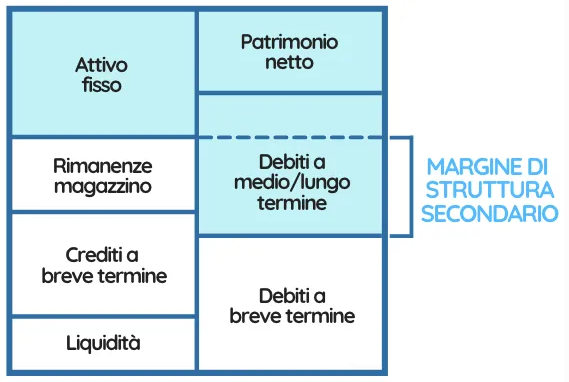 Attivo
fisso
Rimanenze
magazzino
Crediti a
breve termine
Liquidità
Patrimonio
netto
Debiti a
medio/lungo
termine
Debiti a
breve termine
MARGINE DI
STRUTTURA
SECONDARIO